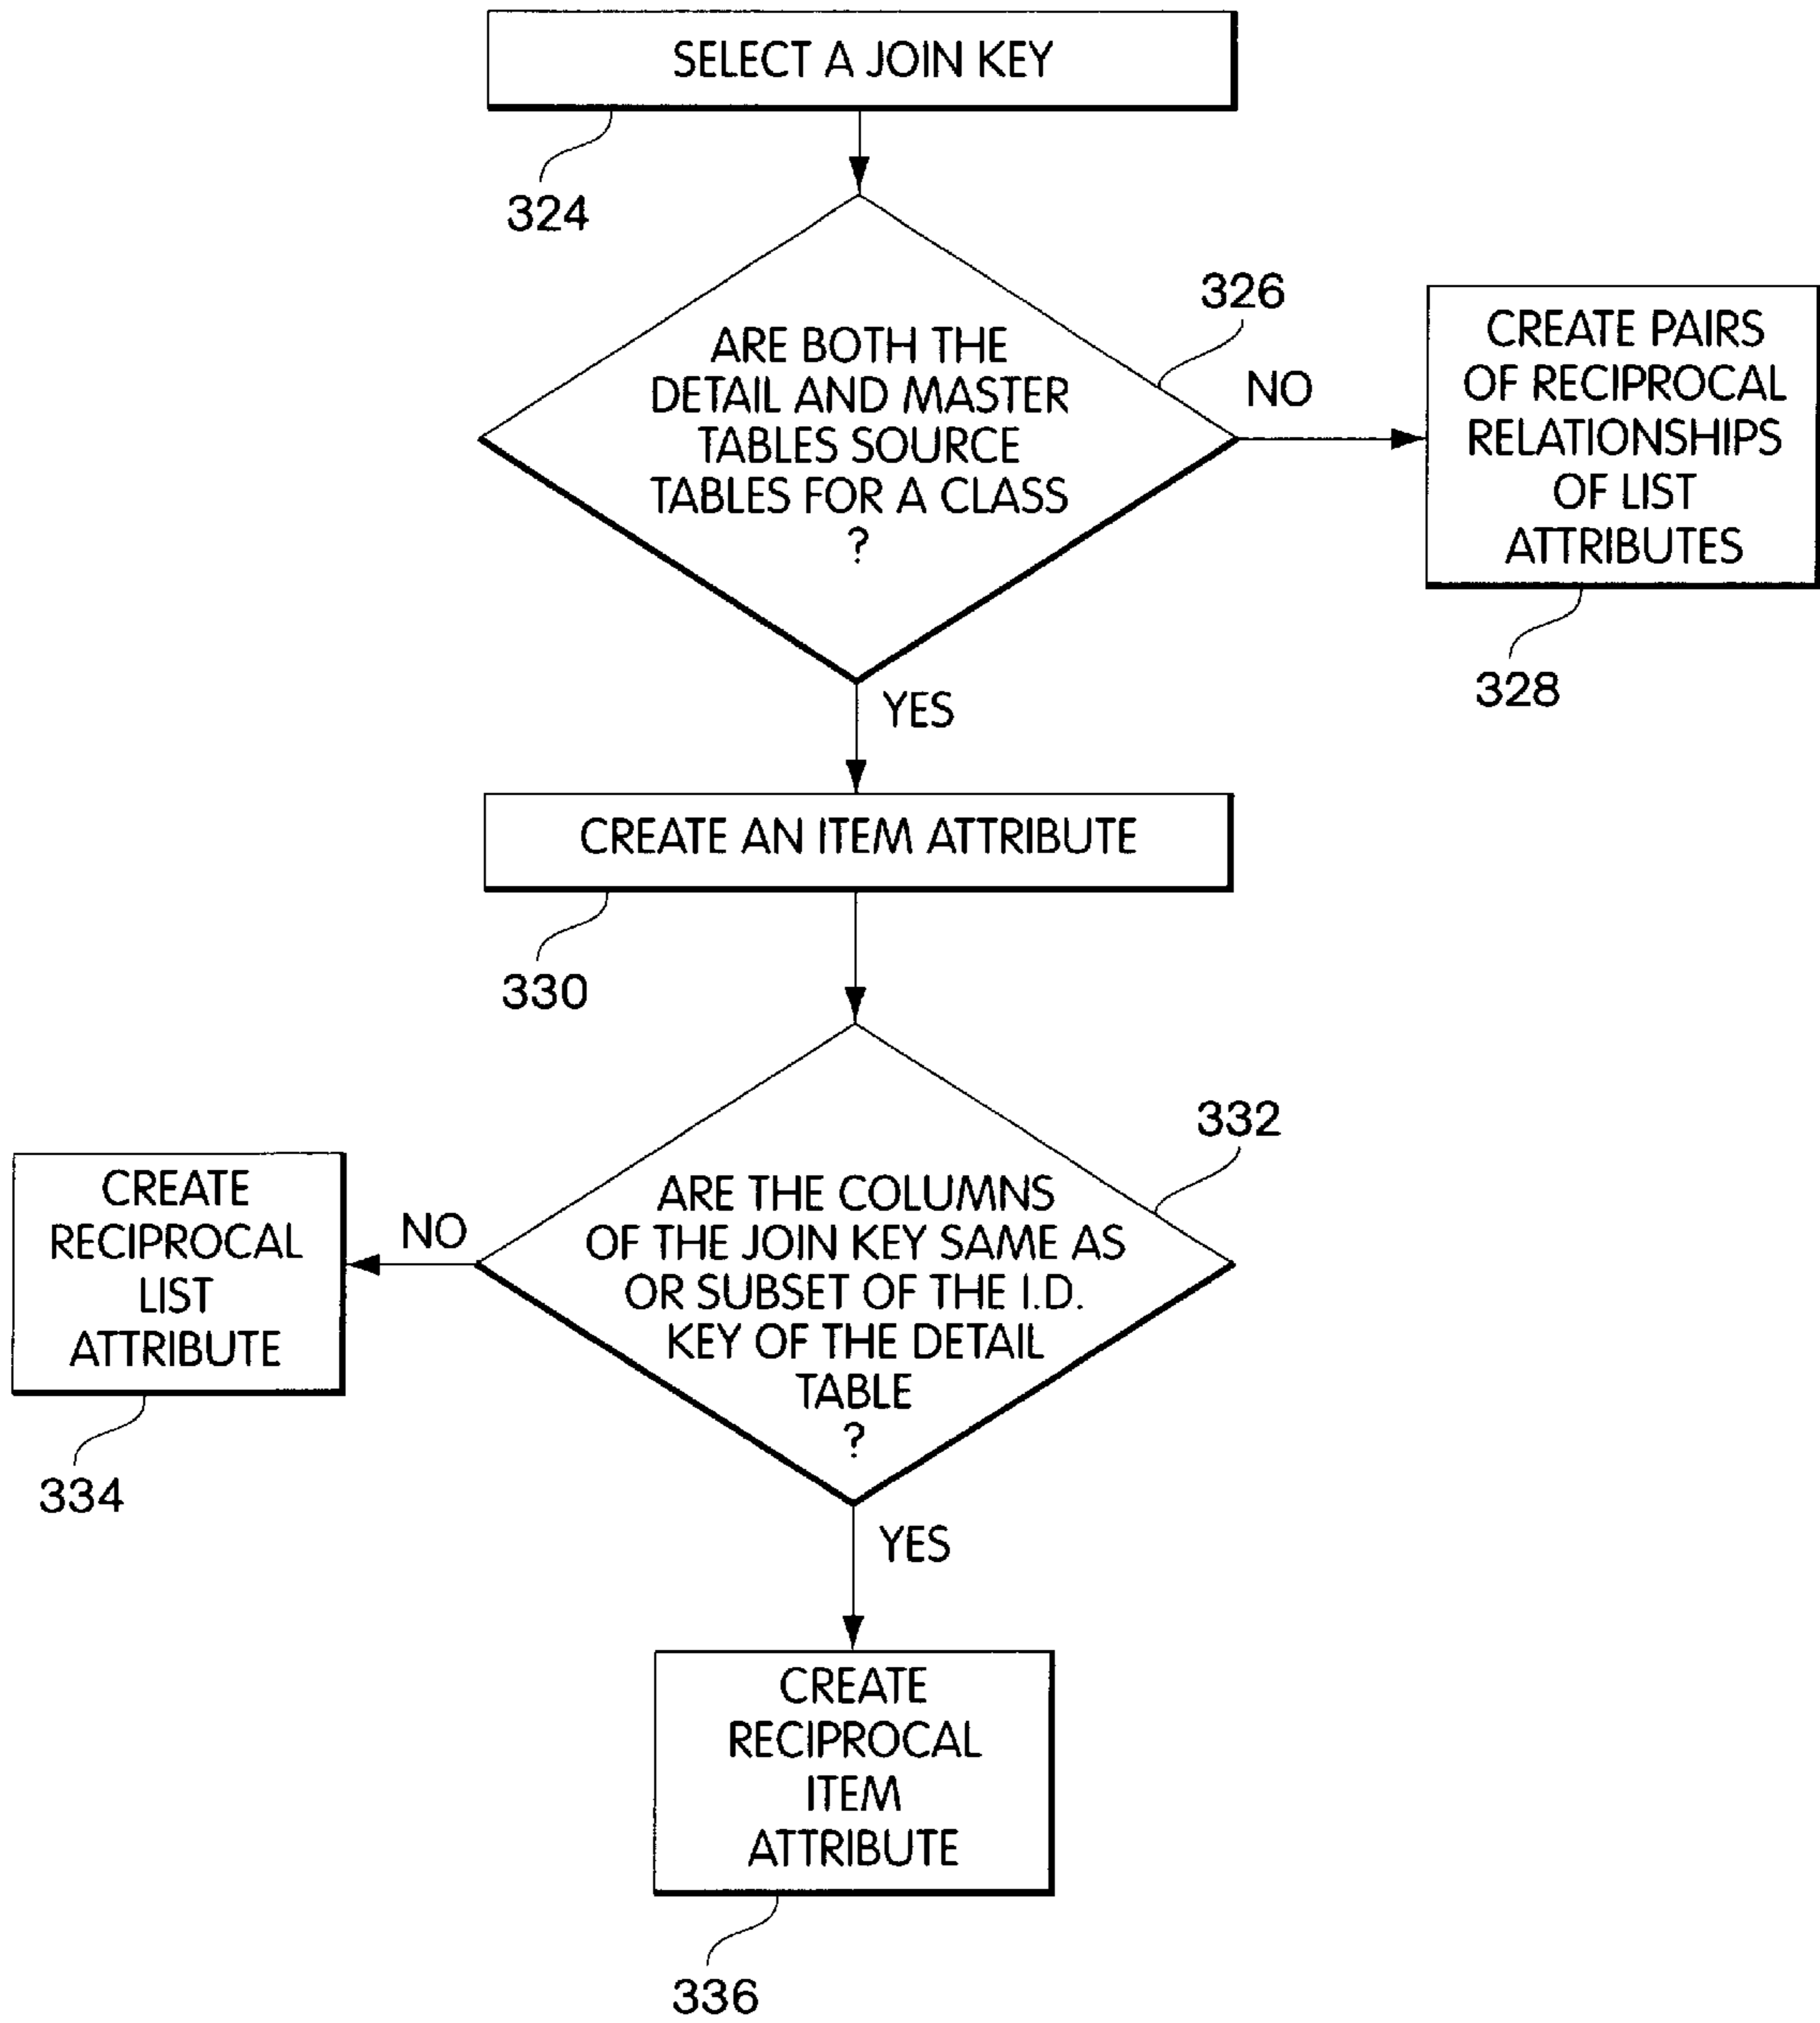 SELECT A JOIN KEY
324
ARE BOTH THE
DETAIL AND MASTER
TABLES SOURCE
TABLES FOR A CLASS
?
326
NO
CREATE PAIRS
OF RECIPROCAL
RELATIONSHIPS
OF LIST
ATTRIBUTES
328
YES
CREATE AN ITEM ATTRIBUTE
330
ARE THE COLUMNS
OF THE JOIN KEY SAME AS
OR SUBSET OF THE I.D.
KEY OF THE DETAIL
TABLE
?
332
NO
CREATE
RECIPROCAL
LIST
ATTRIBUTE
334
YES
CREATE
RECIPROCAL
ITEM
ATTRIBUTE
336